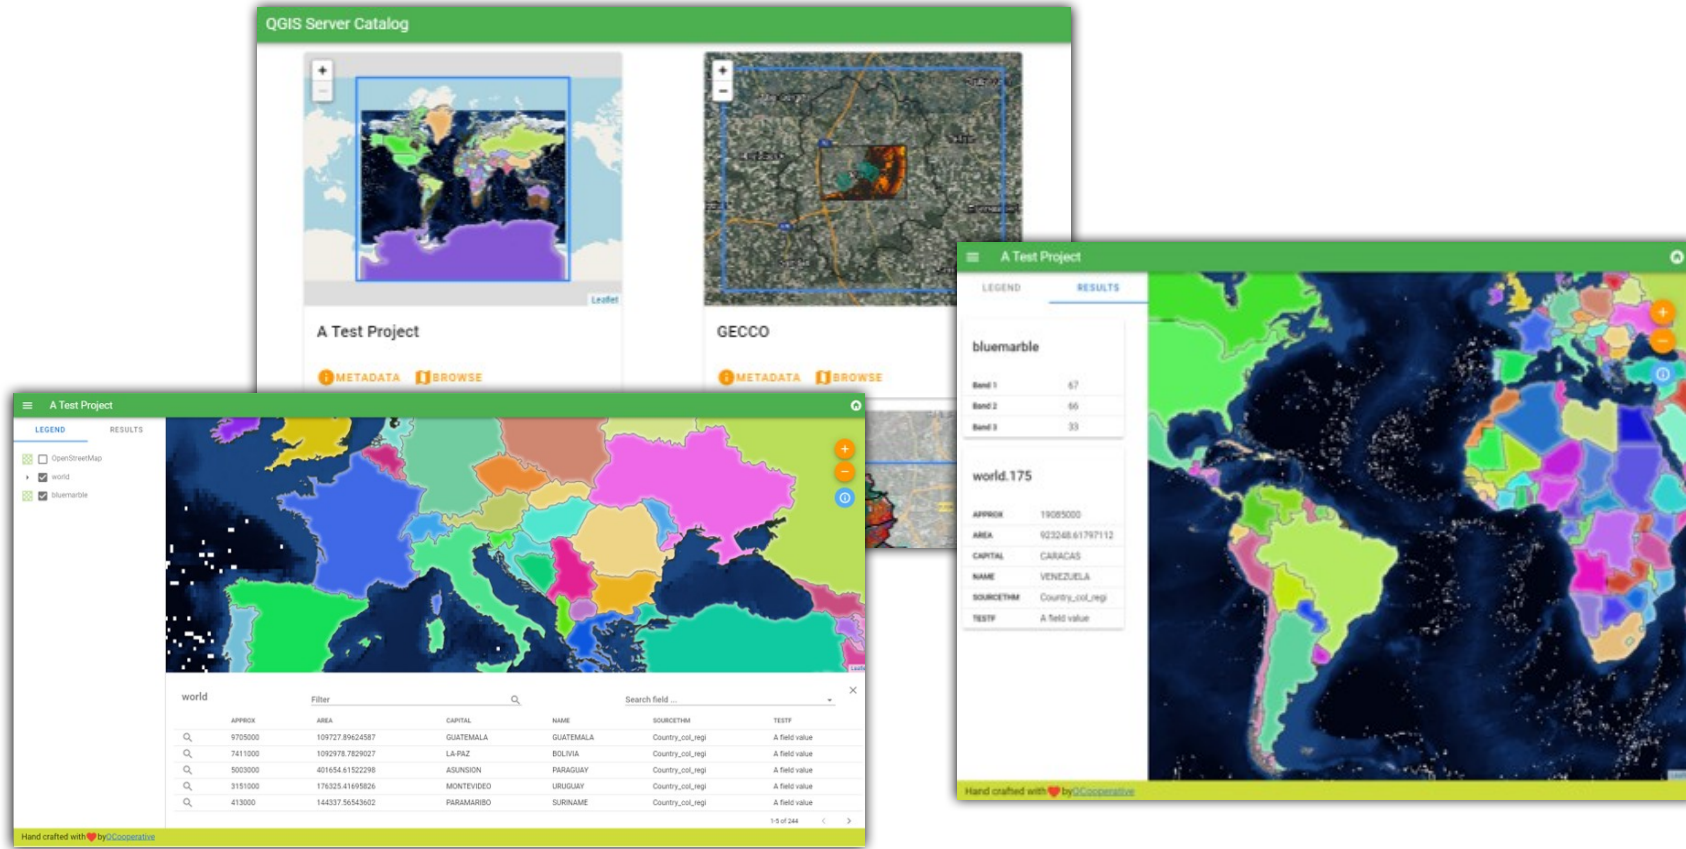 QGIS Server Catalog
+
−
+
−
Leaflet
A Test Project
GECCO
METADATA BROWSE
METADATA BROWSE
A Test Project
LEGEND RESULTS
OpenStreetMap
world
bluemarble
+
−
world
Filter
Search field ...
APPROX AREA CAPITAL NAME SOURCETHM TESTF
9705000 109727.89624587 GUATEMALA GUATEMALA Country_col_regi A field value
7411000 1092978.7829027 LA-PAZ BOLIVIA Country_col_regi A field value
5003000 401654.61522298 ASUNSION PARAGUAY Country_col_regi A field value
3151000 176325.41695826 MONTEVIDEO URUGUAY Country_col_regi A field value
413000 144337.56543602 PARAMARIBO SURINAME Country_col_regi A field value
1-5 of 244
Hand crafted with by QCooperative
A Test Project
LEGEND RESULTS
+
−
bluemarble
Band 1 67
Band 2 66
Band 3 33
world.175
APPROX 19085000
AREA 923248.61797112
CAPITAL CARACAS
NAME VENEZUELA
SOURCETHM Country_col_regi
TESTF A field value
Hand crafted with by QCooperative